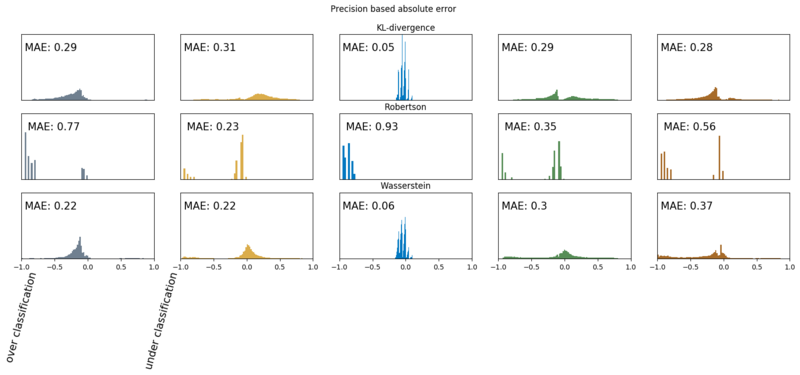 Precision based absolute error
KL-divergence
MAE: 0.29 MAE: 0.31 MAE: 0.05 MAE: 0.29 MAE: 0.28
Robertson
MAE: 0.77 MAE: 0.23 MAE: 0.93 MAE: 0.35 MAE: 0.56
Wasserstein
MAE: 0.22 MAE: 0.22 MAE: 0.06 MAE: 0.3 MAE: 0.37
−1.0 −0.5 0.0 0.5 1.0 −1.0 −0.5 0.0 0.5 1.0 −1.0 −0.5 0.0 0.5 1.0 −1.0 −0.5 0.0 0.5 1.0 −1.0 −0.5 0.0 0.5 1.0
over classification
under classification